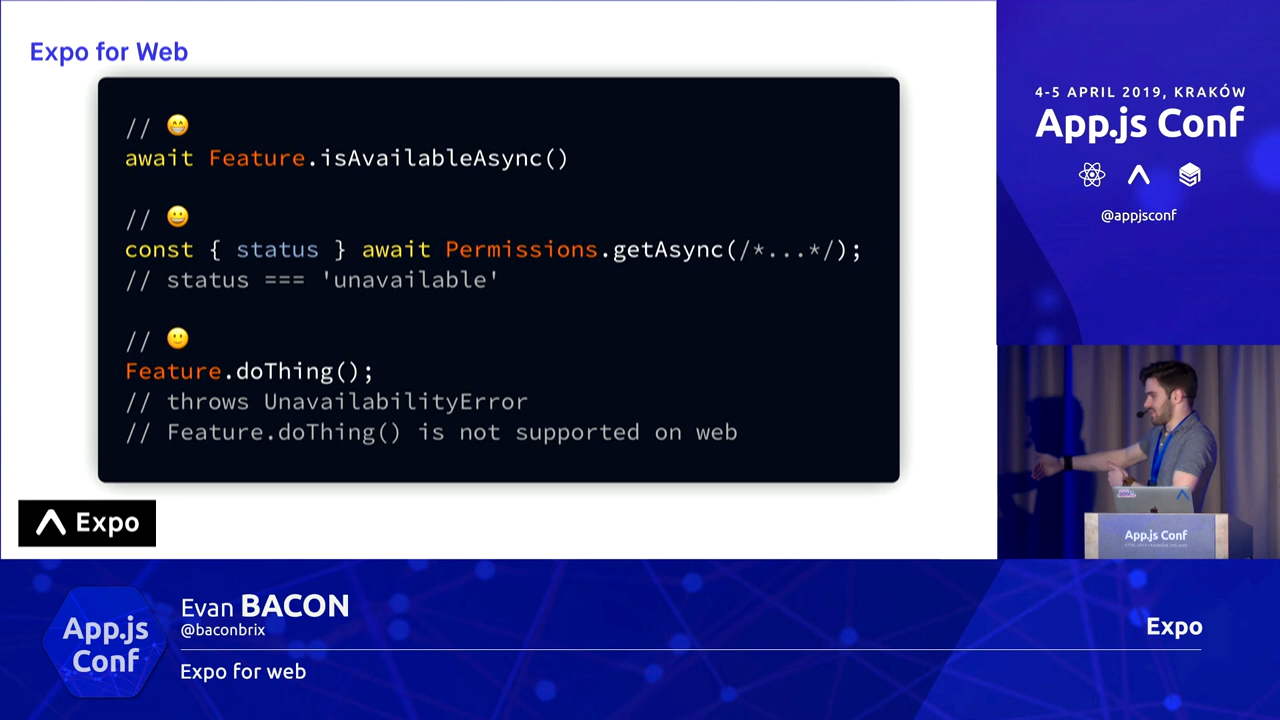 Expo for Web
// 😁
await Feature.isAvailableAsync()
// 😀
const { status } await Permissions.getAsync(/*...*/);
// status === 'unavailable'
// 🙂
Feature.doThing();
// throws UnavailabilityError
// Feature.doThing() is not supported on web
Expo
4-5 APRIL 2019, KRAKÓW
App.js Conf
@appjsconf
App.js Conf
App.js
Conf
Evan BACON
@baconbrix
Expo for web
Expo